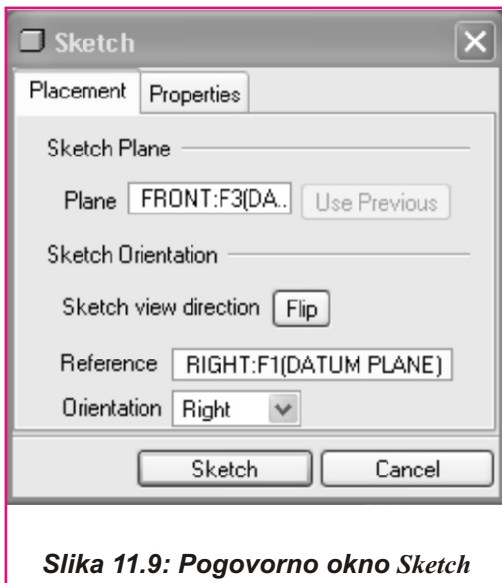 Sketch
Placement Properties
Sketch Plane
Plane FRONT:F3(DA.. Use Previous
Sketch Orientation
Sketch view direction Flip
Reference RIGHT:F1(DATUM PLANE)
Orientation Right
Sketch Cancel
Slika 11.9: Pogovorno okno Sketch